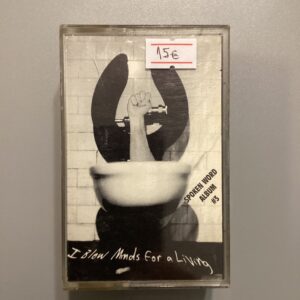 15€
SPOKEN WORD
ALBUM
#3
I Blow Minds For a Living